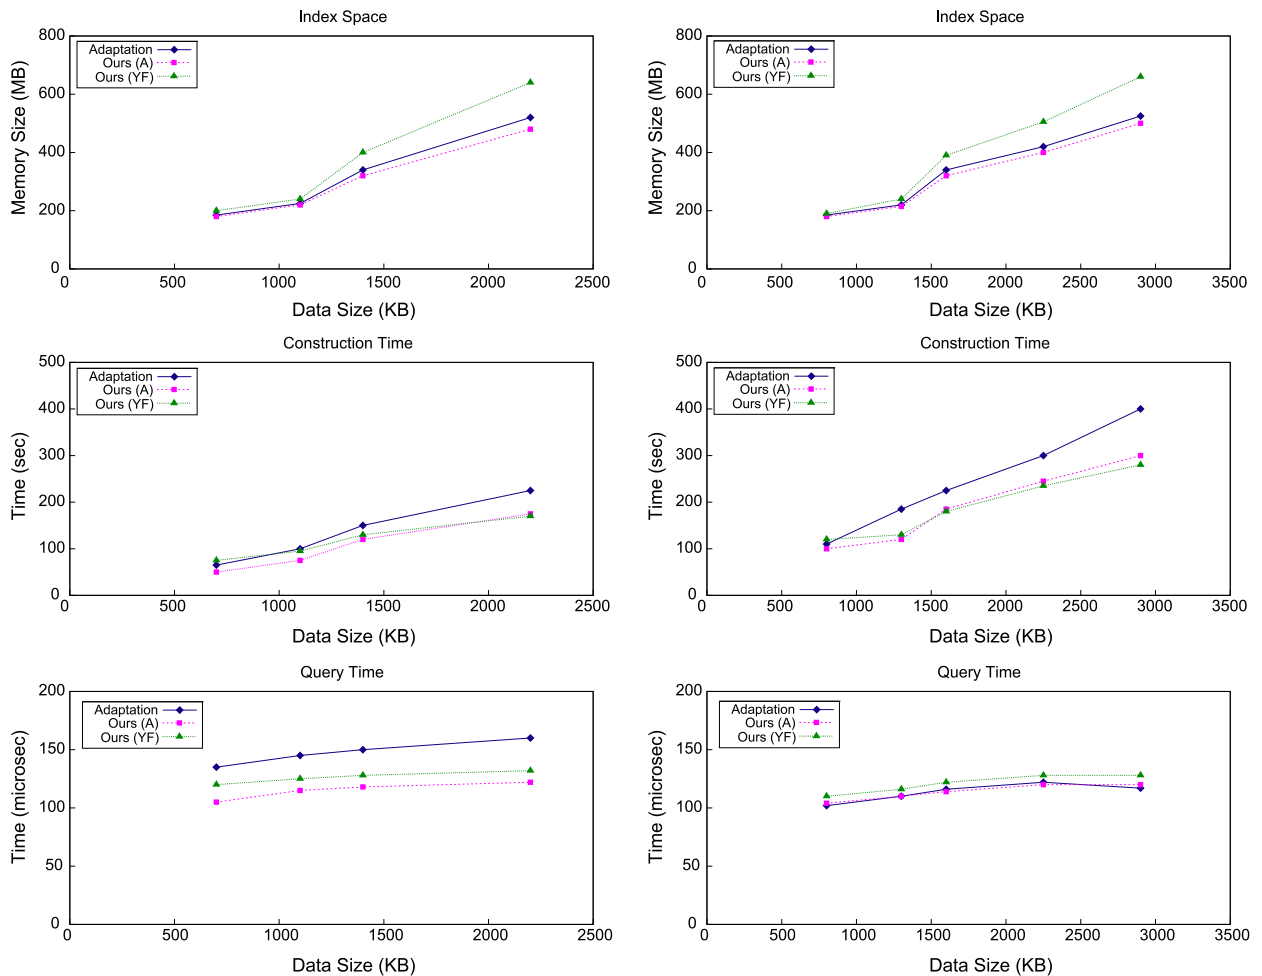 Index Space
800
600
400
200
0
Memory Size (MB)
Adaptation
Ours (A)
Ours (YF)
0 500 1000 1500 2000 2500
Data Size (KB)
Index Space
800
600
400
200
0
Memory Size (MB)
Adaptation
Ours (A)
Ours (YF)
0 500 1000 1500 2000 2500 3000 3500
Data Size (KB)
Construction Time
500
400
300
200
100
0
Time (sec)
Adaptation
Ours (A)
Ours (YF)
0 500 1000 1500 2000 2500
Data Size (KB)
Construction Time
500
400
300
200
100
0
Time (sec)
Adaptation
Ours (A)
Ours (YF)
0 500 1000 1500 2000 2500 3000 3500
Data Size (KB)
Query Time
200
150
100
50
0
Time (microsec)
Adaptation
Ours (A)
Ours (YF)
0 500 1000 1500 2000 2500
Data Size (KB)
Query Time
200
150
100
50
0
Time (microsec)
Adaptation
Ours (A)
Ours (YF)
0 500 1000 1500 2000 2500 3000 3500
Data Size (KB)